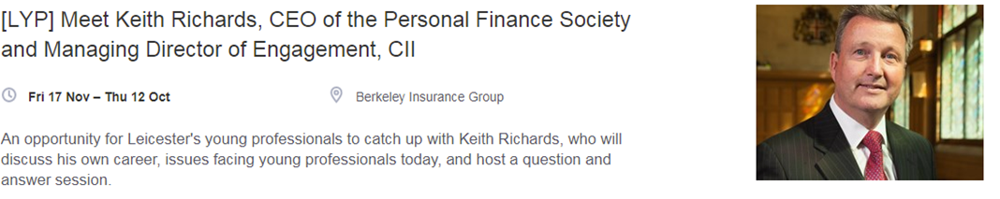 [LYP] Meet Keith Richards, CEO of the Personal Finance Society
and Managing Director of Engagement, CII
Fri 17 Nov – Thu 12 Oct
Berkeley Insurance Group
An opportunity for Leicester's young professionals to catch up with Keith Richards, who will
discuss his own career, issues facing young professionals today, and host a question and
answer session.